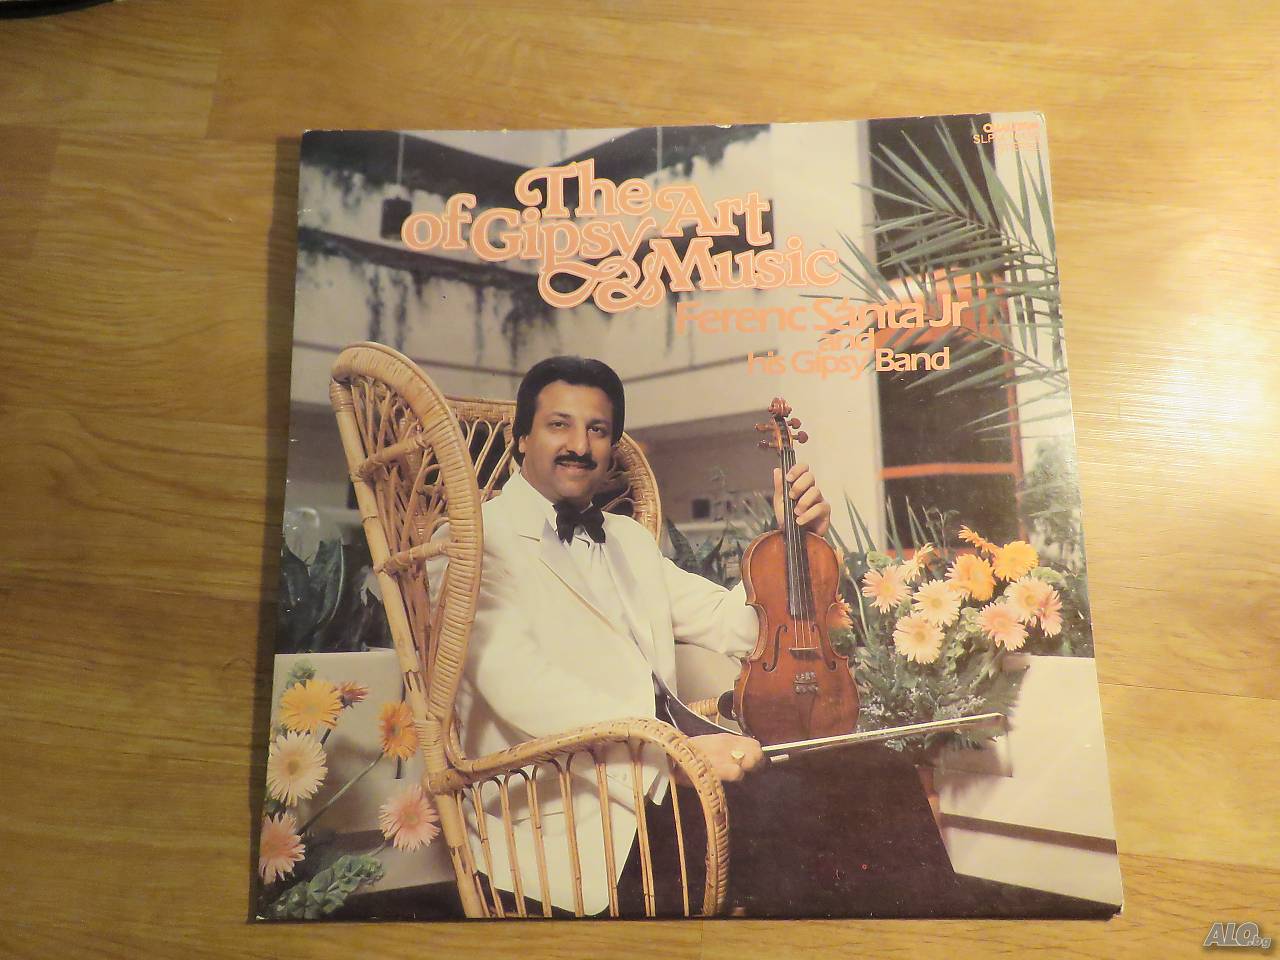 The Art
of Gipsy Music
Ferenc Sánta Jr
and
his Gipsy Band
ALO.bg